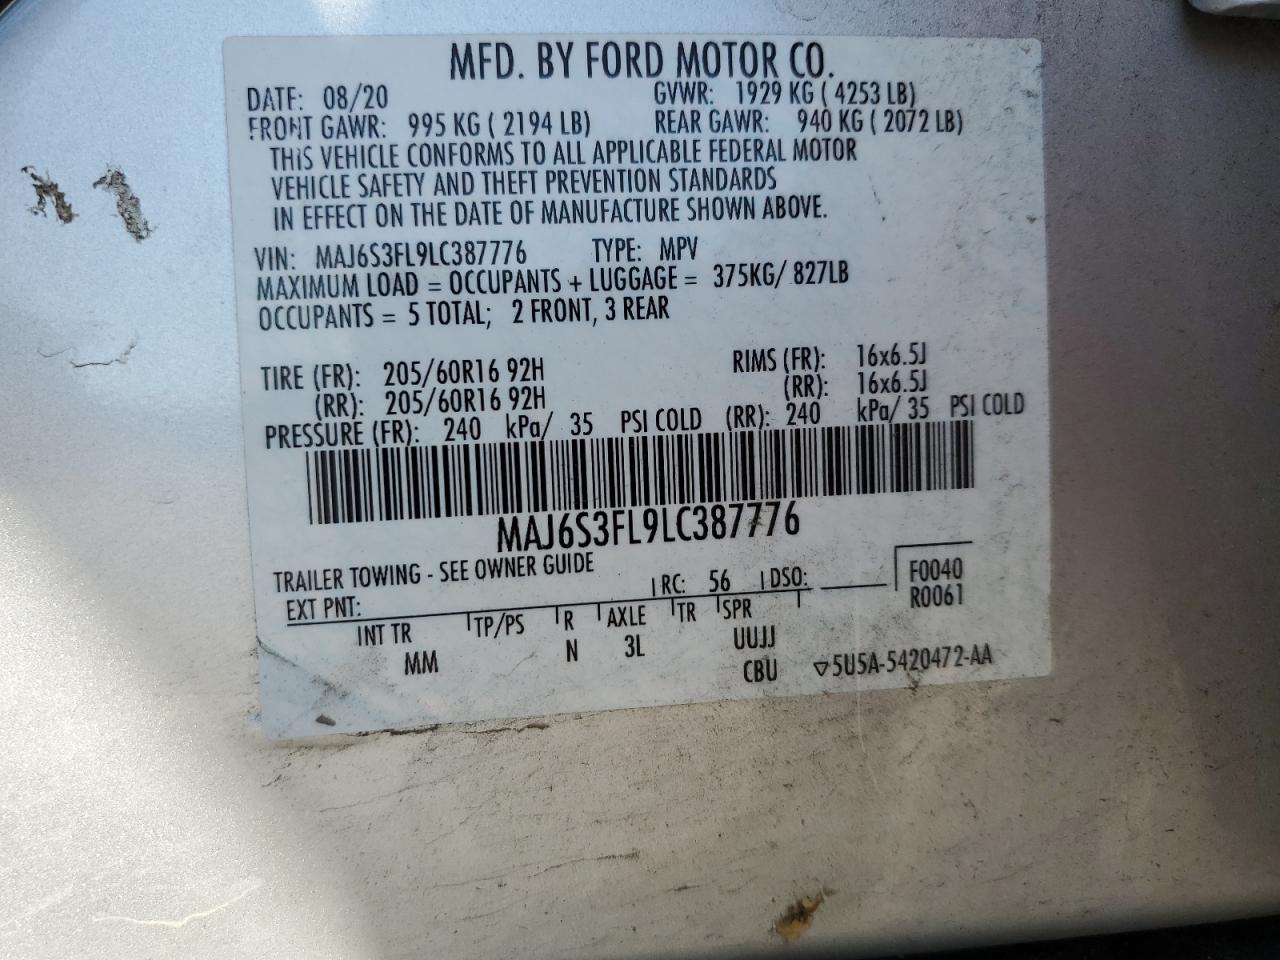 MFD. BY FORD MOTOR CO.
DATE: 08/20 GVWR: 1929 KG ( 4253 LB)
FRONT GAWR: 995 KG ( 2194 LB) REAR GAWR: 940 KG ( 2072 LB)
THIS VEHICLE CONFORMS TO ALL APPLICABLE FEDERAL MOTOR
VEHICLE SAFETY AND THEFT PREVENTION STANDARDS
IN EFFECT ON THE DATE OF MANUFACTURE SHOWN ABOVE.
VIN: MAJ6S3FL9LC387776 TYPE: MPV
MAXIMUM LOAD = OCCUPANTS + LUGGAGE = 375KG/ 827LB
OCCUPANTS = 5 TOTAL; 2 FRONT, 3 REAR
TIRE (FR): 205/60R16 92H RIMS (FR): 16x6.5J
(RR): 205/60R16 92H (RR): 16x6.5J
PRESSURE (FR): 240 kPa/ 35 PSI COLD (RR): 240 kPa/ 35 PSI COLD
MAJ6S3FL9LC387776
TRAILER TOWING - SEE OWNER GUIDE
EXT PNT: RC: 56 DSO: F0040
R0061
INT TR TP/PS R AXLE TR SPR
MM N 3L UUJJ
CBU ▽5U5A-5420472-AA